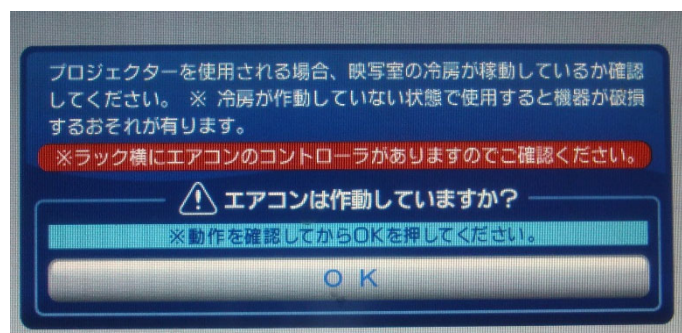 プロジェクターを使用される場合、映写室の冷房が稼動しているか確認
してください。 ※ 冷房が作動していない状態で使用すると機器が破損
するおそれが有ります。
※ラック横にエアコンのコントローラがありますのでご確認ください。
エアコンは作動していますか?
※動作を確認してからOKを押してください。
OK